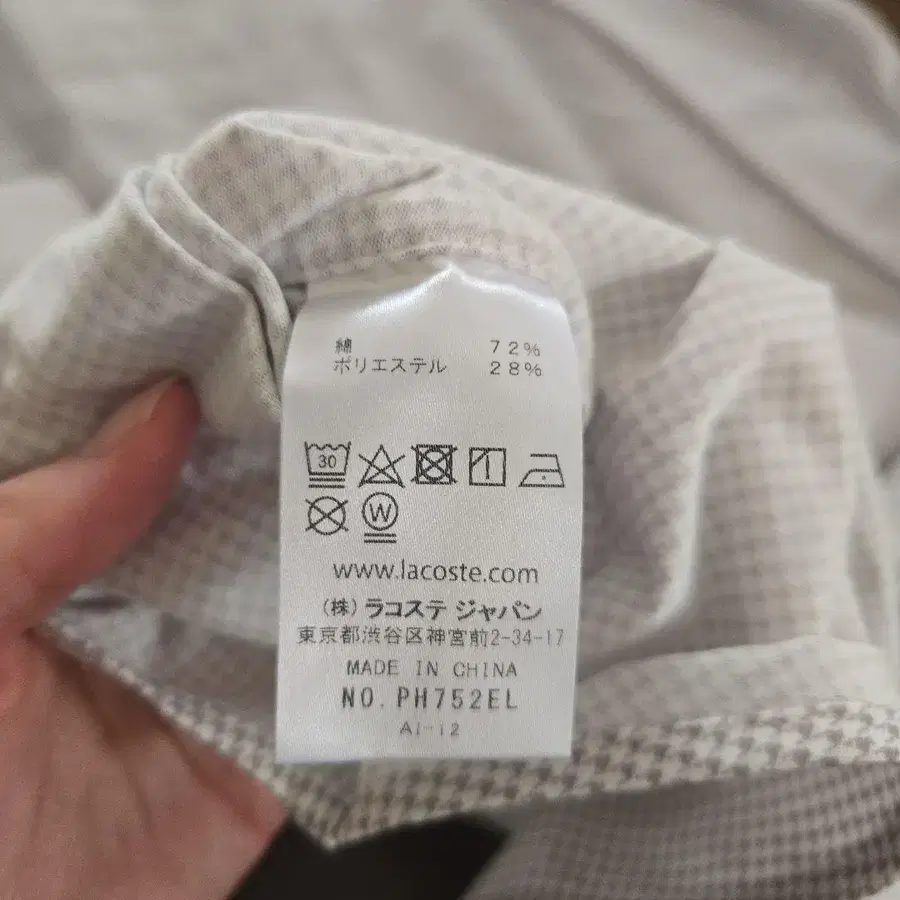 綿 72%
ポリエステル 28%
30
W
www.lacoste.com
(株) ラコステ ジャパン
東京都渋谷区神宮前2-34-17
MADE IN CHINA
NO. PH752EL
AI-12